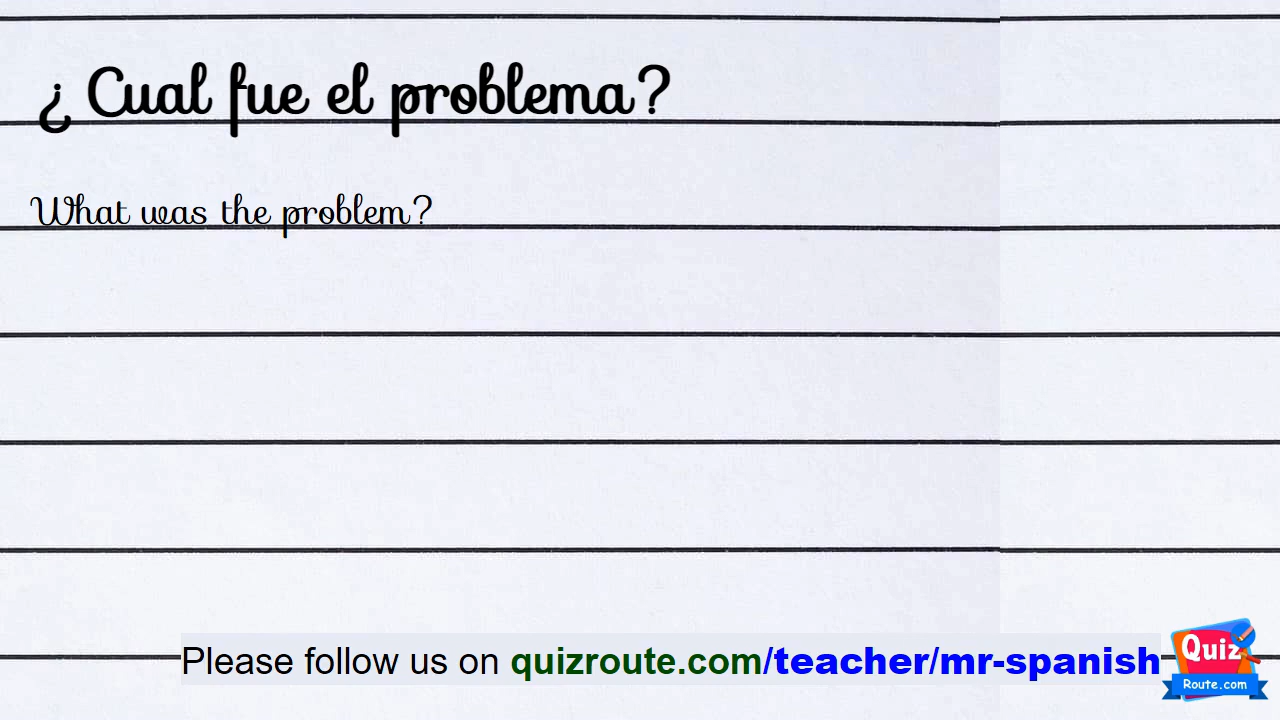 ¿ Cual fue el problema?
What was the problem?
Please follow us on quizroute.com/teacher/mr-spanish
Quiz
Route.com